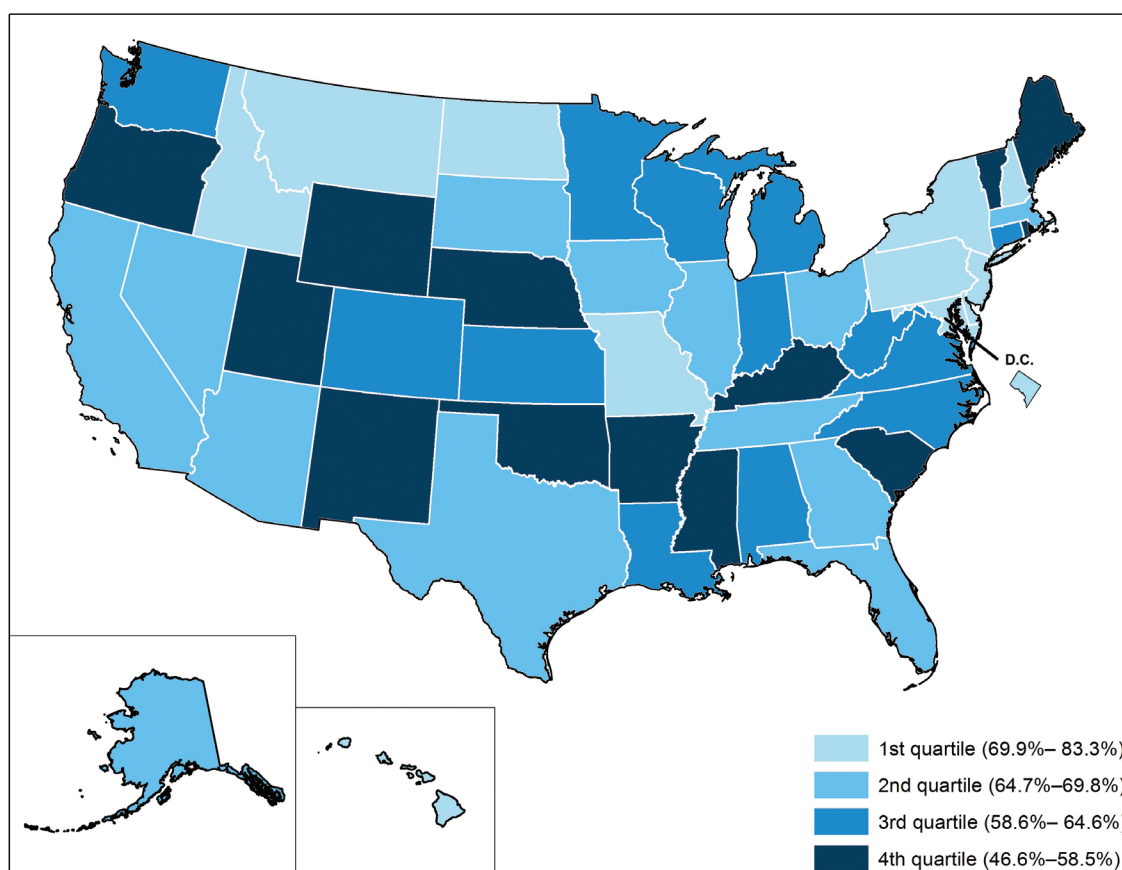 D.C.
1st quartile (69.9%– 83.3%)
2nd quartile (64.7%–69.8%)
3rd quartile (58.6%– 64.6%)
4th quartile (46.6%–58.5%)